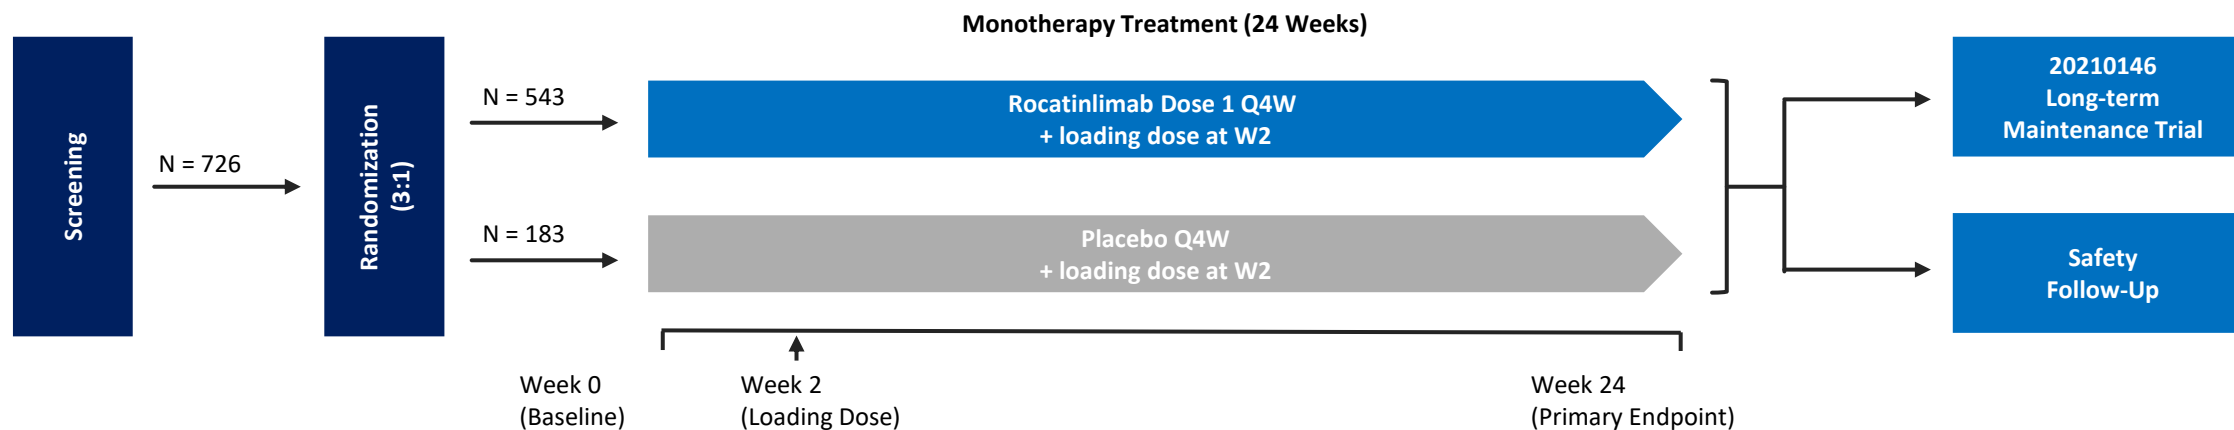 Monotherapy Treatment (24 Weeks)
Screening
N = 726
Randomization
(3:1)
N = 543
Rocatinlimab Dose 1 Q4W
+ loading dose at W2
N = 183
Placebo Q4W
+ loading dose at W2
20210146
Long-term
Maintenance Trial
Safety
Follow-Up
Week 0
(Baseline)
Week 2
(Loading Dose)
Week 24
(Primary Endpoint)